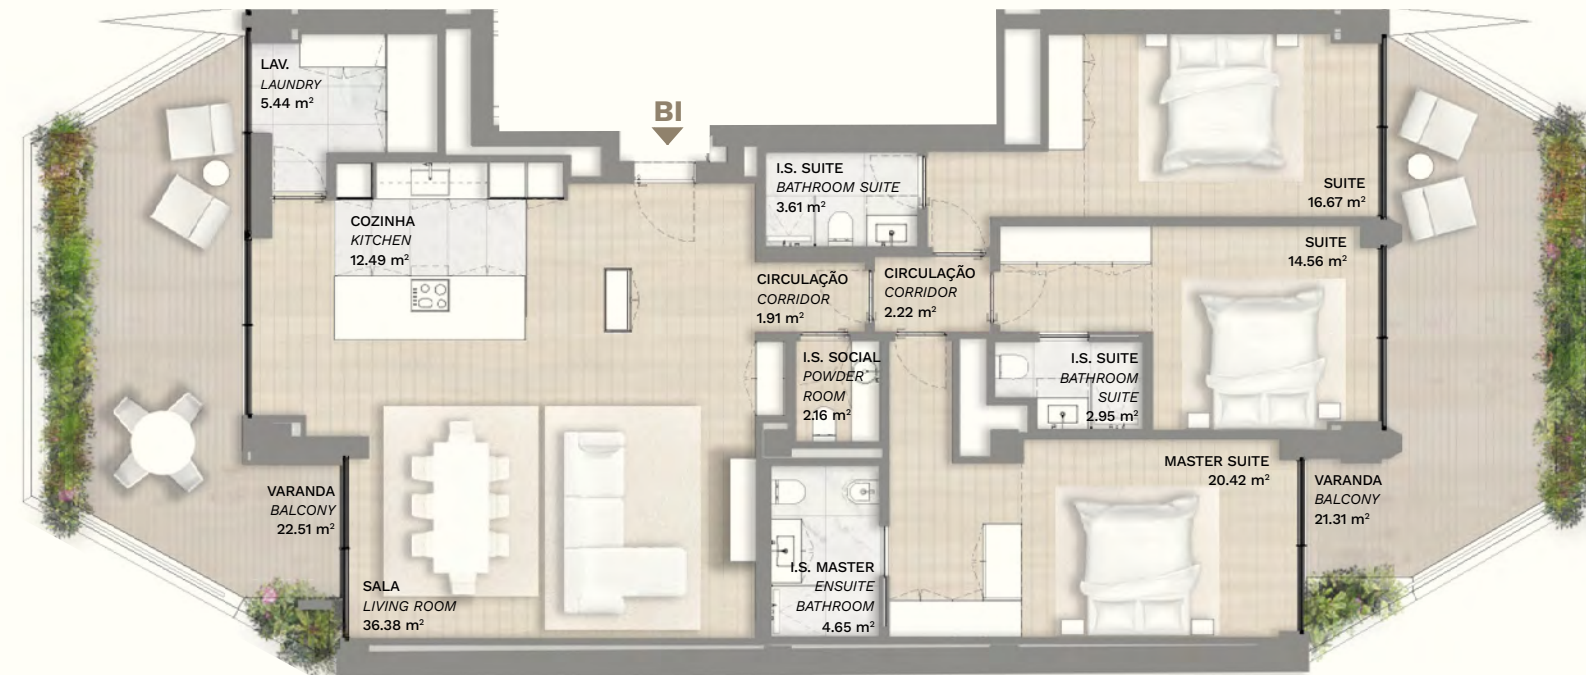 BI
LAV.
LAUNDRY
5.44 m²
COZINHA
KITCHEN
12.49 m²
I.S. SUITE
BATHROOM SUITE
3.61 m²
SUITE
16.67 m²
SUITE
14.56 m²
CIRCULAÇÃO
CORRIDOR
1.91 m²
CIRCULAÇÃO
CORRIDOR
2.22 m²
I.S. SOCIAL
POWDER
ROOM
2.16 m²
I.S. SUITE
BATHROOM
SUITE
2.95 m²
MASTER SUITE
20.42 m²
VARANDA
BALCONY
22.51 m²
VARANDA
BALCONY
21.31 m²
SALA
LIVING ROOM
36.38 m²
I.S. MASTER
ENSUITE
BATHROOM
4.65 m²